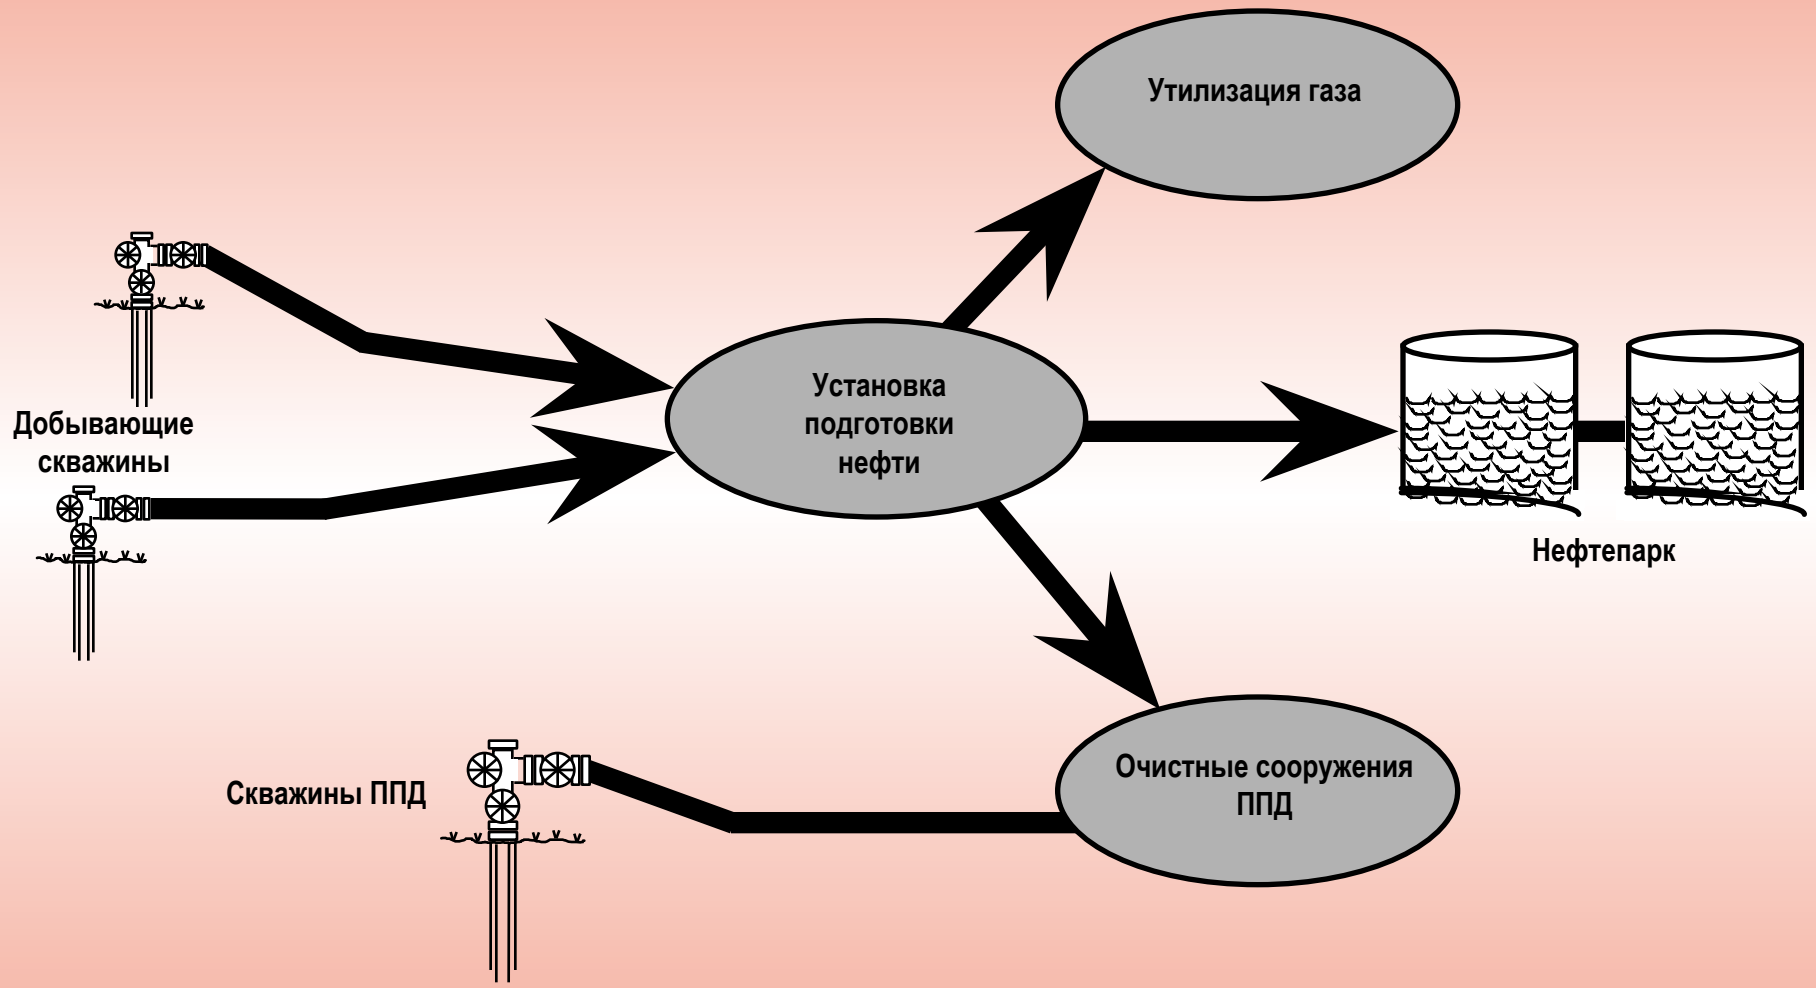 Утилизация газа
Установка
подготовки
нефти
Добывающие
скважины
Нефтепарк
Очистные сооружения
ППД
Скважины ППД